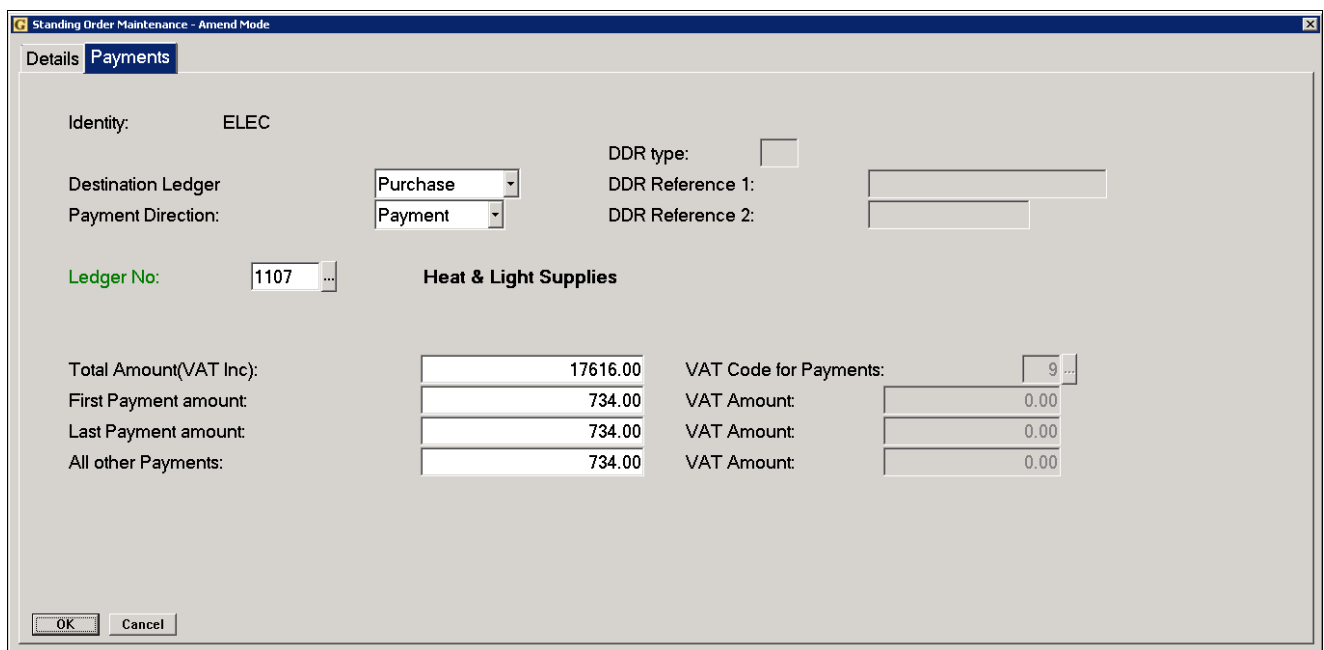 G Standing Order Maintenance - Amend Mode
Details Payments
Identity: ELEC
DDR type:
Destination Ledger Purchase DDR Reference 1:
Payment Direction: Payment DDR Reference 2:
Ledger No: 1107 ... Heat & Light Supplies
Total Amount(VAT Inc): 17616.00 VAT Code for Payments: 9 ...
First Payment amount: 734.00 VAT Amount: 0.00
Last Payment amount: 734.00 VAT Amount: 0.00
All other Payments: 734.00 VAT Amount: 0.00
OK Cancel